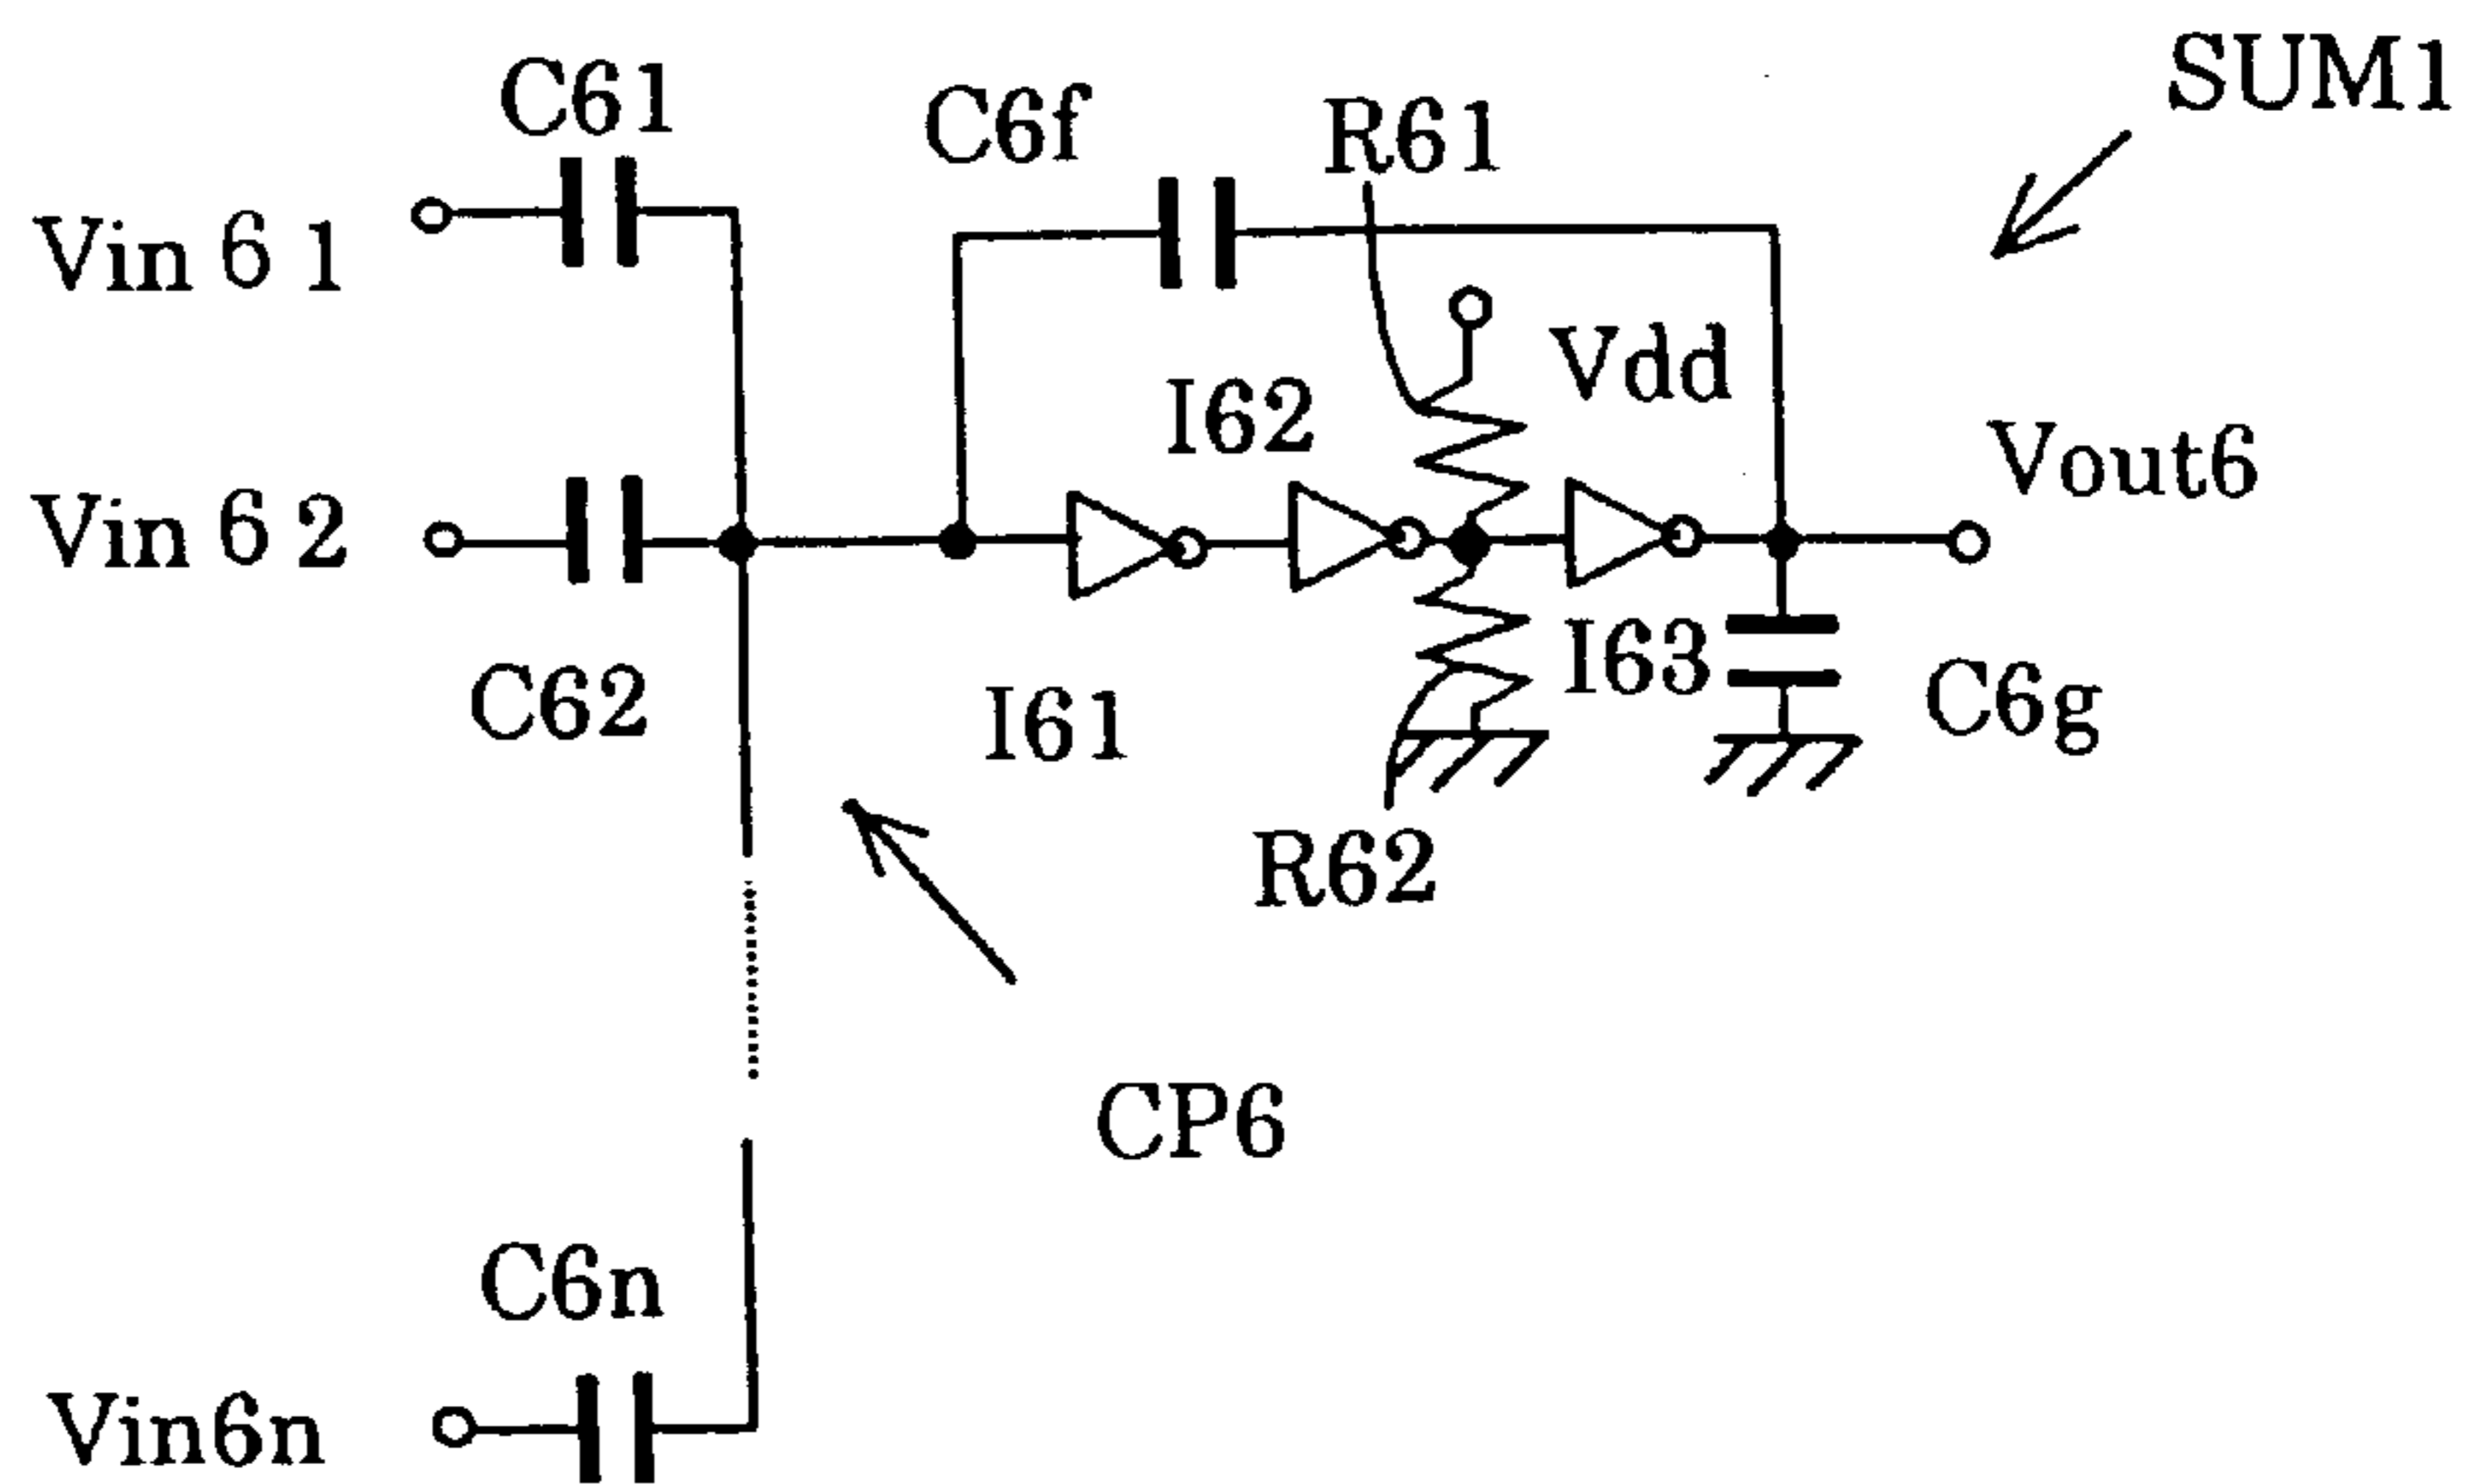 SUM1
C61
C6f
R61
Vin 6 1
Vdd
I62
Vout6
Vin 6 2
C62
I61
I63
C6g
R62
CP6
C6n
Vin6n